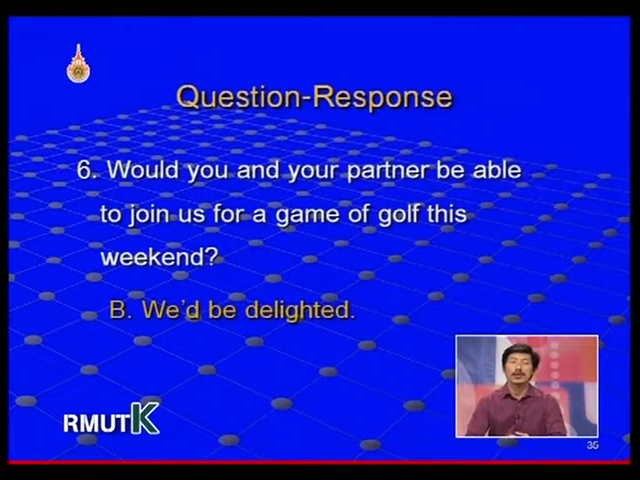 Question-Response
6. Would you and your partner be able
to join us for a game of golf this
weekend?
B. We'd be delighted.
RMUTK
35